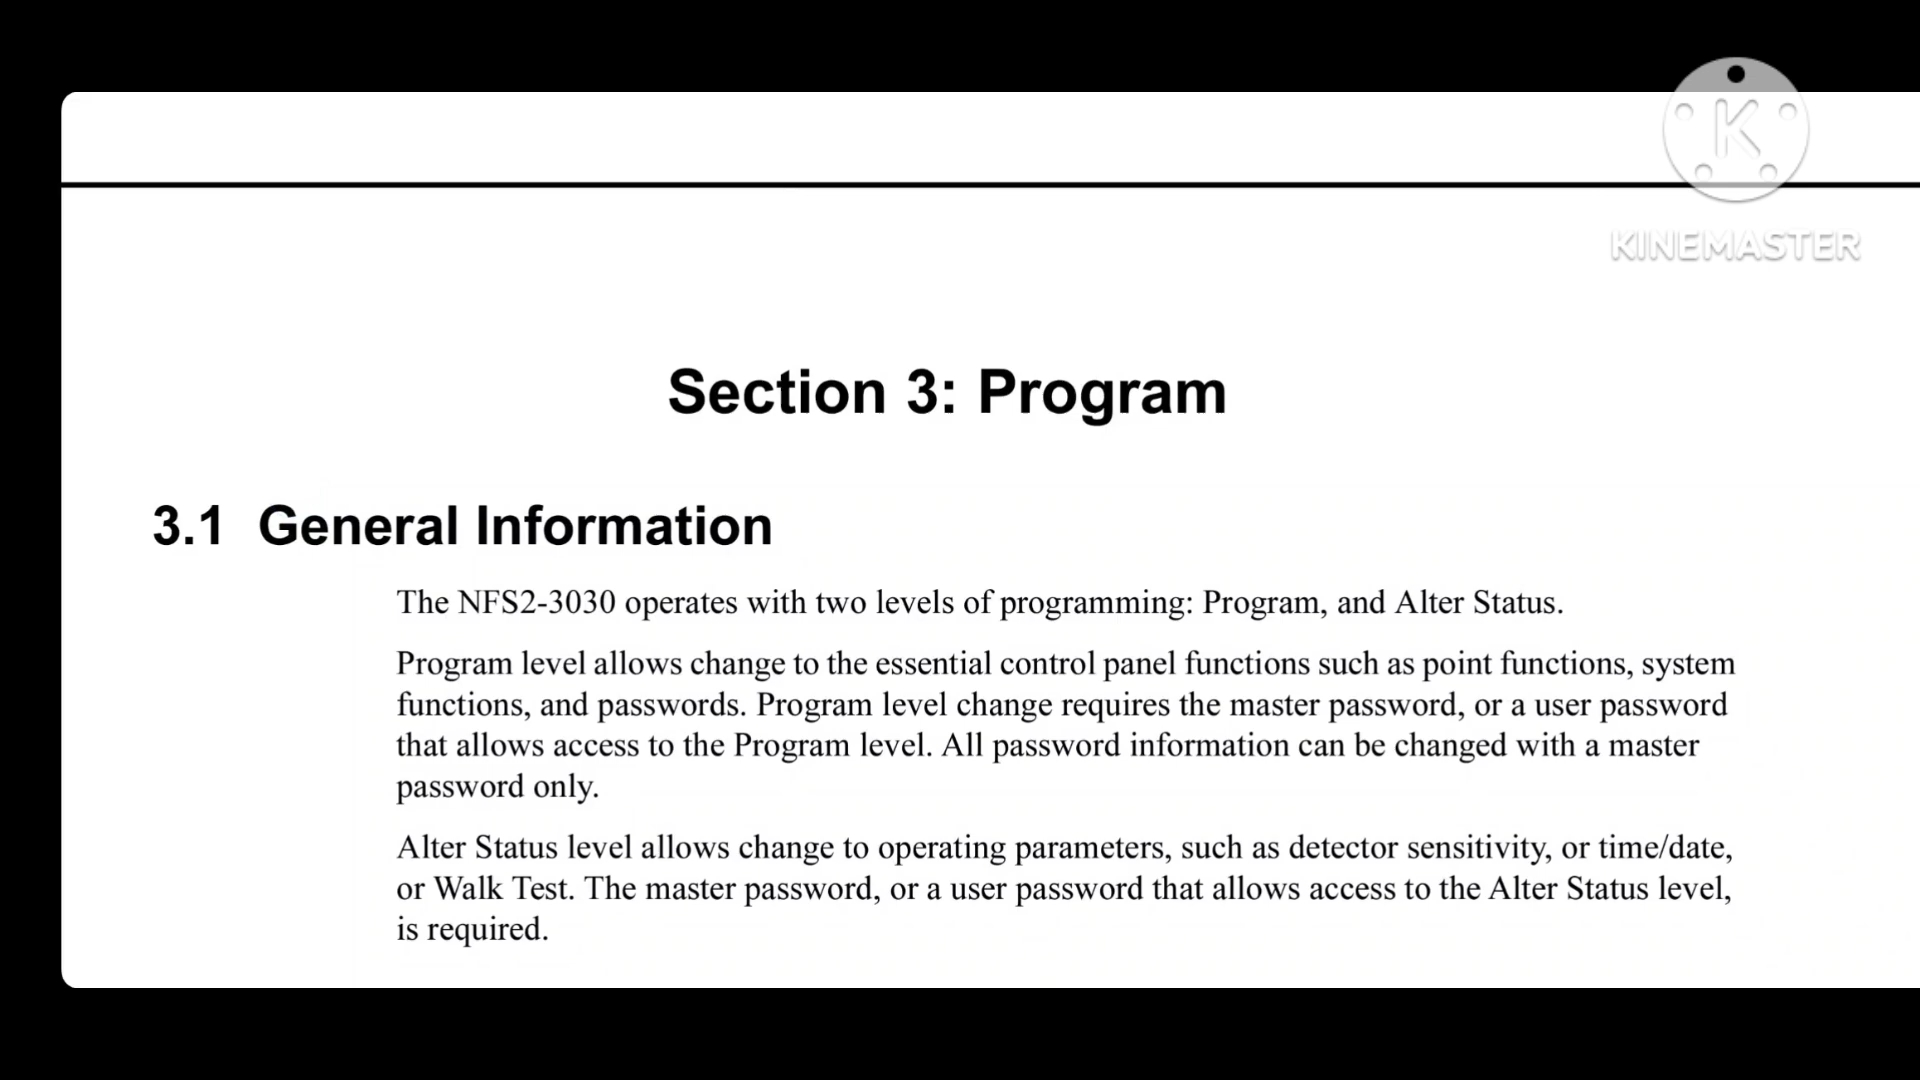 K
KINEMASTER
Section 3: Program
3.1 General Information
The NFS2-3030 operates with two levels of programming: Program, and Alter Status.
Program level allows change to the essential control panel functions such as point functions, system
functions, and passwords. Program level change requires the master password, or a user password
that allows access to the Program level. All password information can be changed with a master
password only.
Alter Status level allows change to operating parameters, such as detector sensitivity, or time/date,
or Walk Test. The master password, or a user password that allows access to the Alter Status level,
is required.